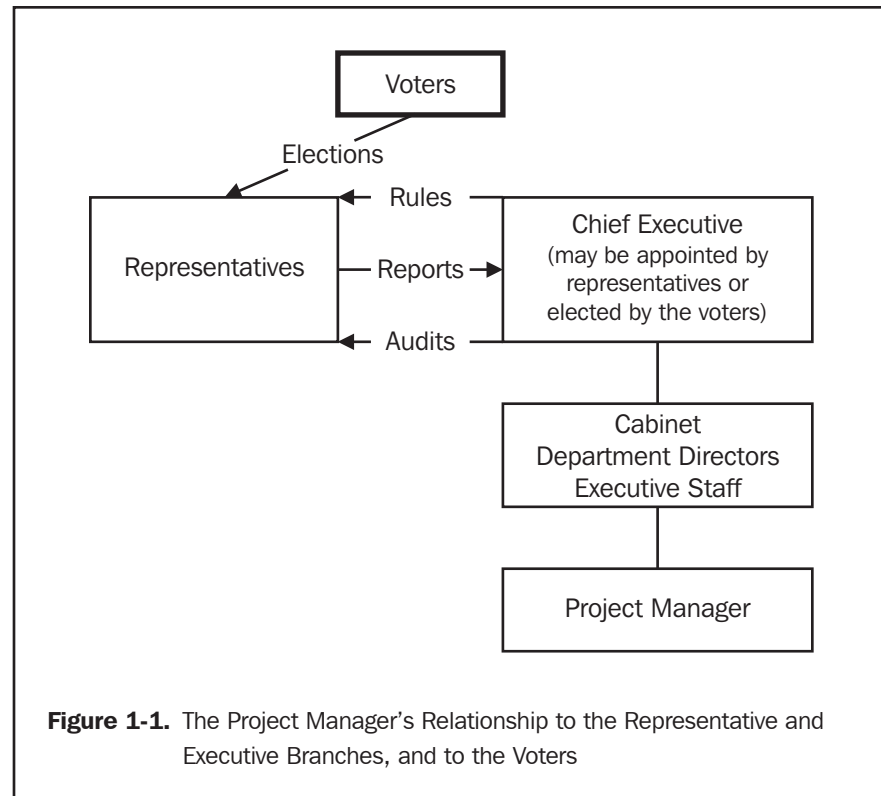 Voters
Elections
Rules
Representatives
Reports
Audits
Chief Executive
(may be appointed by
representatives or
elected by the voters)
Cabinet
Department Directors
Executive Staff
Project Manager
Figure 1-1. The Project Manager’s Relationship to the Representative and
Executive Branches, and to the Voters